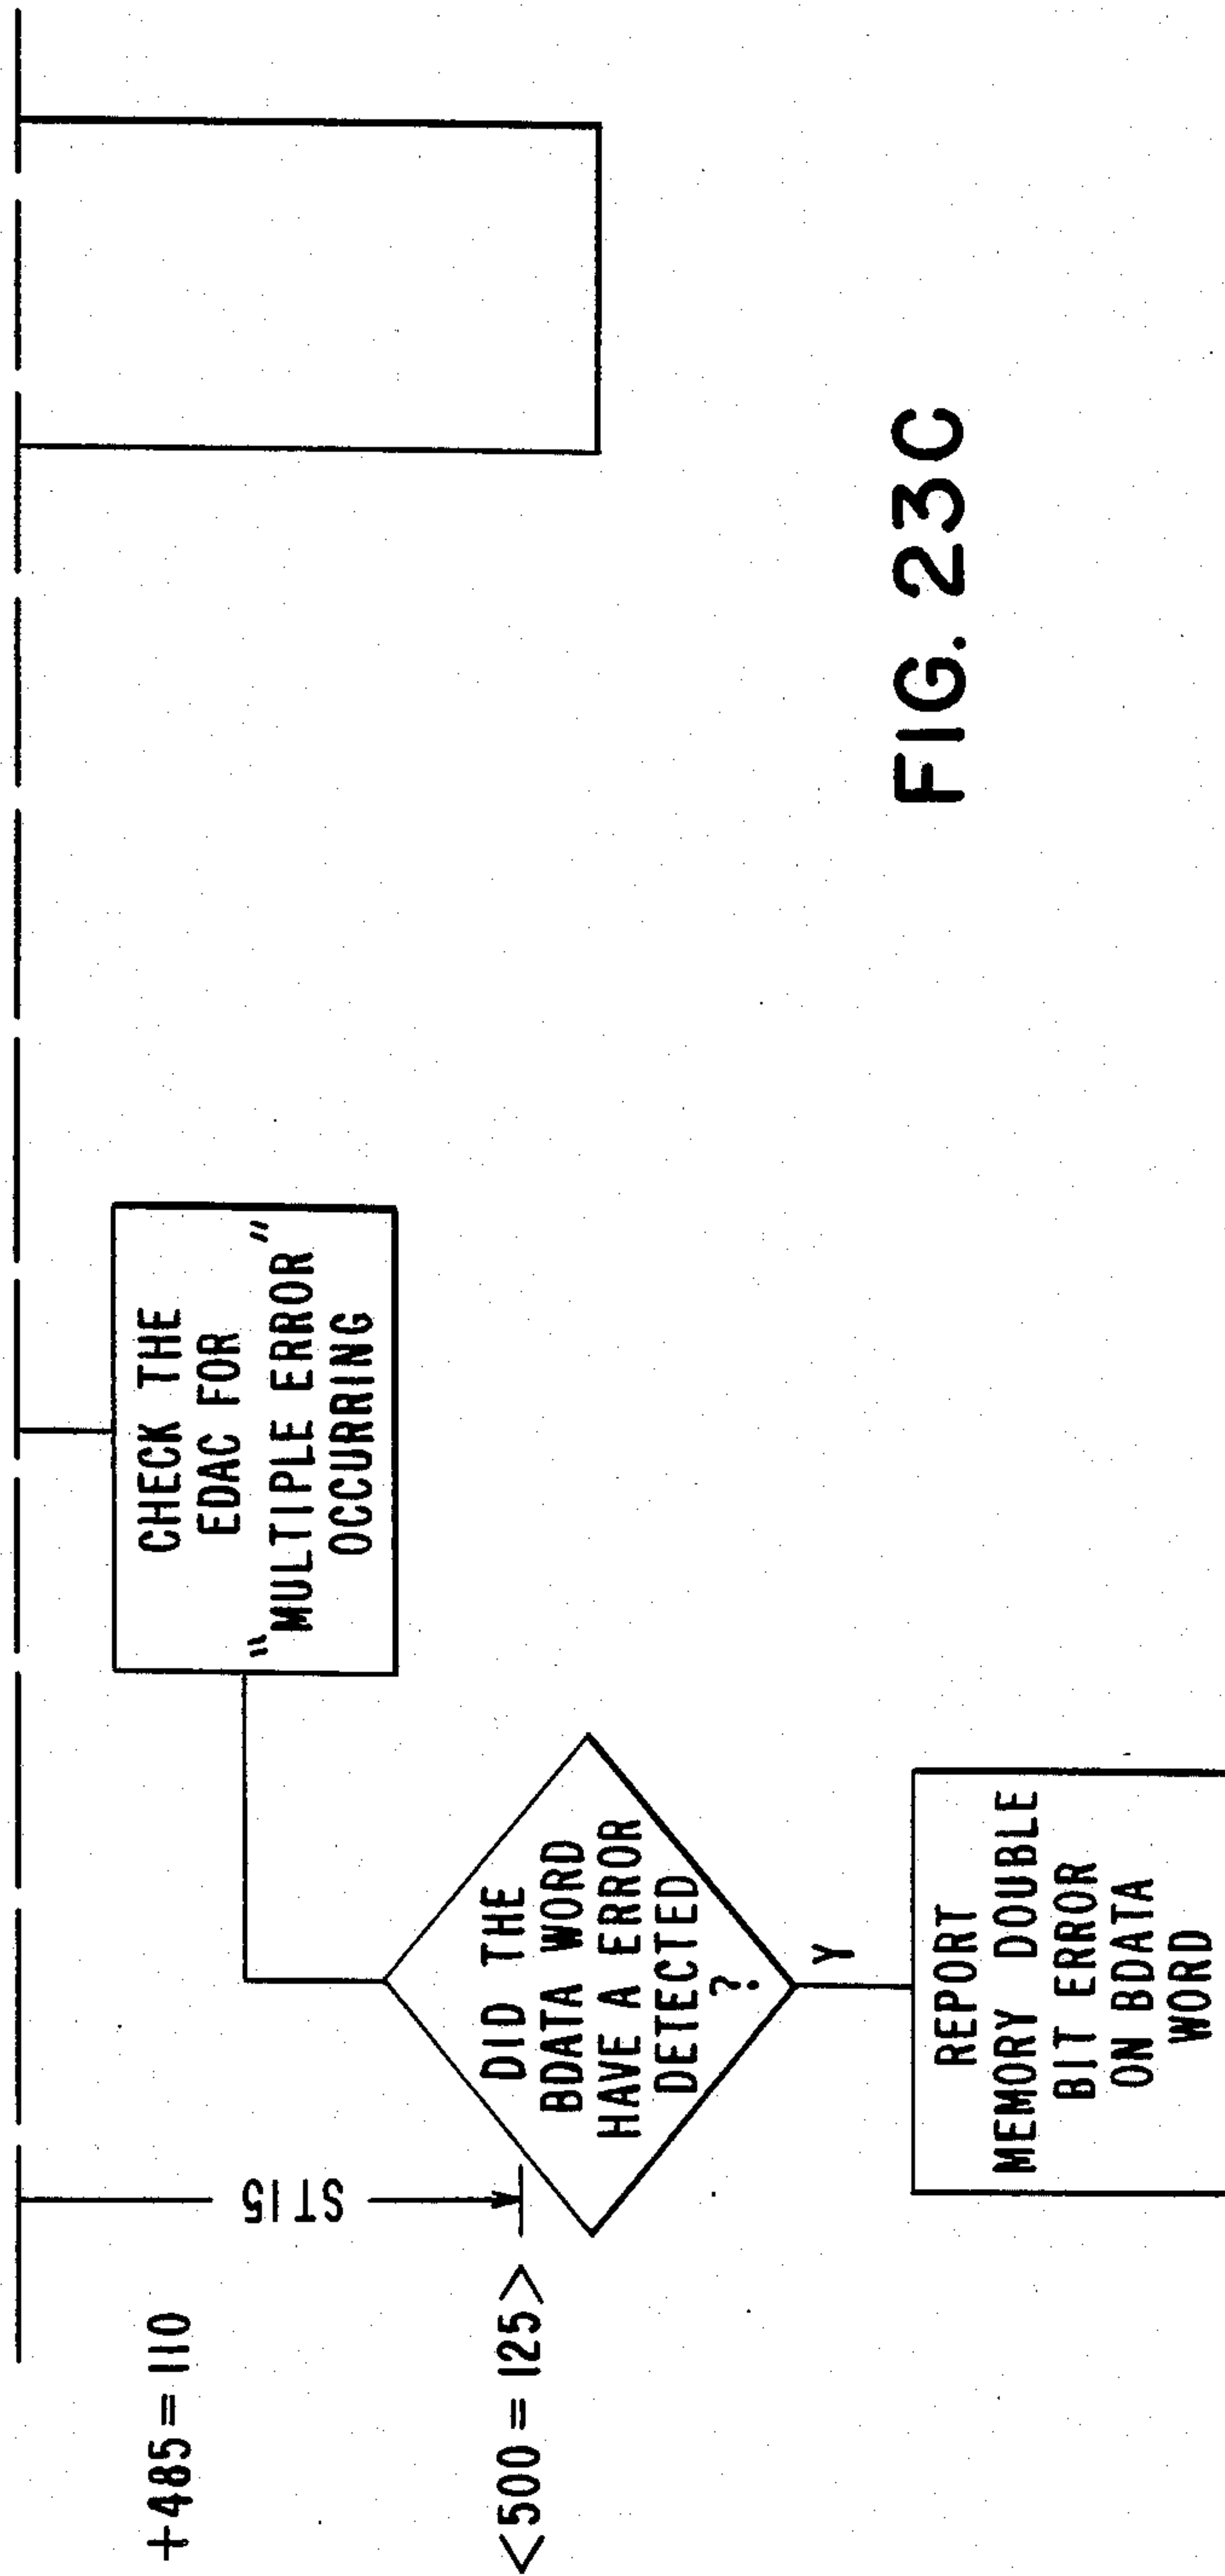 +485=110
<500=125>
ST15
CHECK THE
EDAC FOR
"MULTIPLE ERROR"
OCCURRING
DID THE
BDATA WORD
HAVE A ERROR
DETECTED
?
Y
REPORT
MEMORY DOUBLE
BIT ERROR
ON BDATA
WORD
FIG. 23C